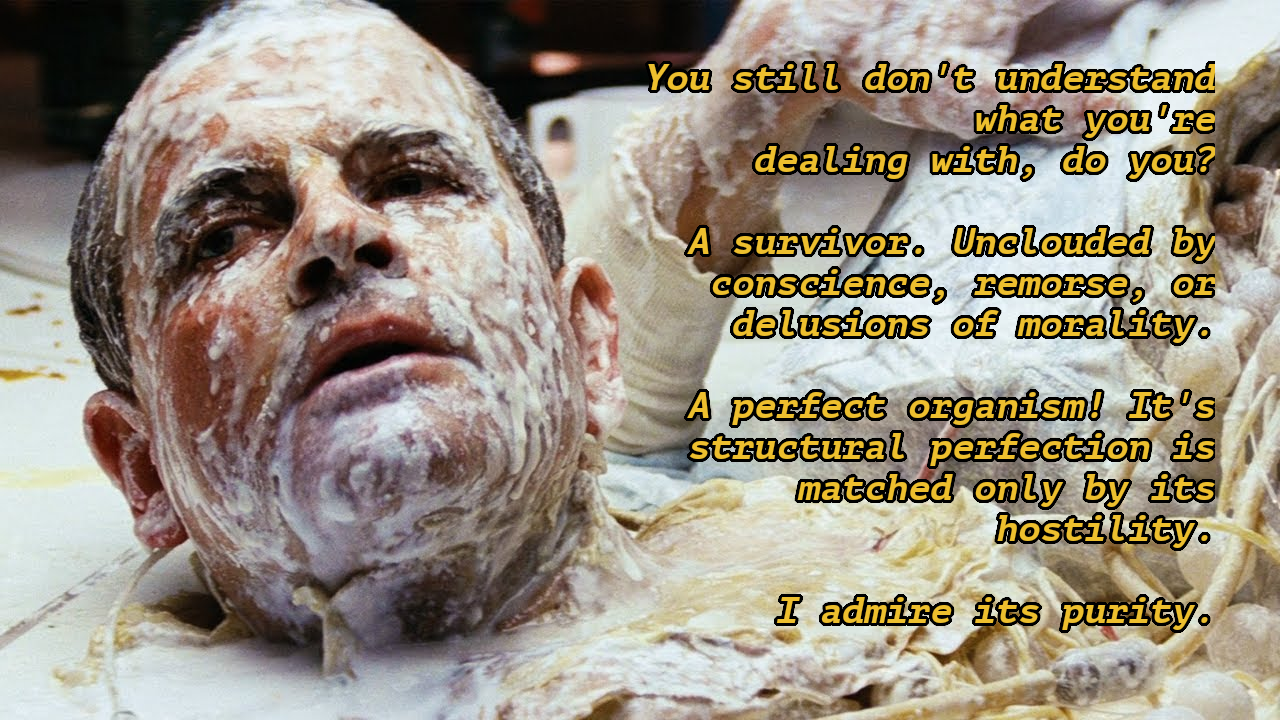 You still don't understand
what you're
dealing with, do you?
A survivor. Unclouded by
conscience, remorse, or
delusions of morality.
A perfect organism! It's
structural perfection is
matched only by its
hostility.
I admire its purity.